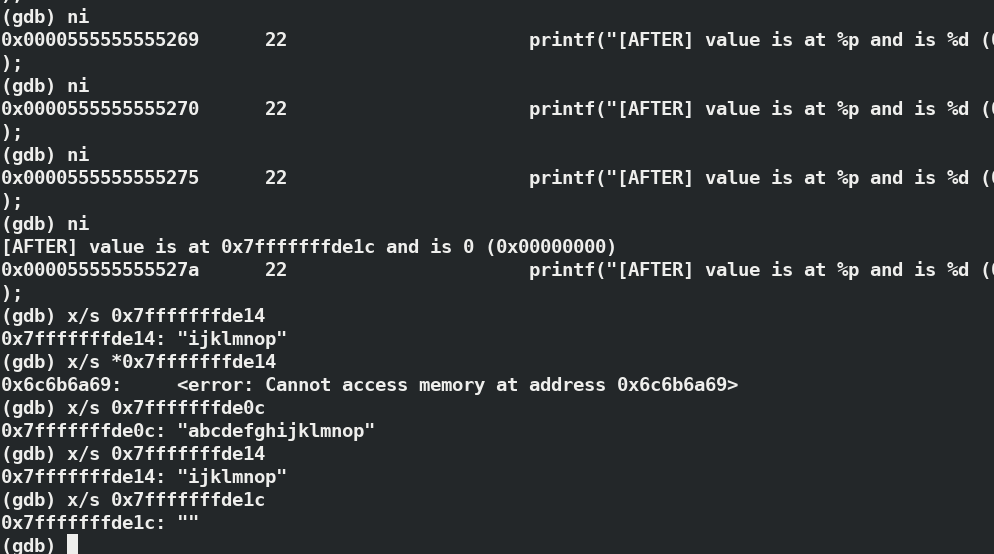 (gdb) ni
0x0000555555555269      22                      printf("[AFTER] value is at %p and is %d (
);
(gdb) ni
0x0000555555555270      22                      printf("[AFTER] value is at %p and is %d (
);
(gdb) ni
0x0000555555555275      22                      printf("[AFTER] value is at %p and is %d (
);
(gdb) ni
[AFTER] value is at 0x7fffffffde1c and is 0 (0x00000000)
0x000055555555527a      22                      printf("[AFTER] value is at %p and is %d (
);
(gdb) x/s 0x7fffffffde14
0x7fffffffde14: "ijklmnop"
(gdb) x/s *0x7fffffffde14
0x6c6b6a69:     <error: Cannot access memory at address 0x6c6b6a69>
(gdb) x/s 0x7fffffffde0c
0x7fffffffde0c: "abcdefghijklmnop"
(gdb) x/s 0x7fffffffde14
0x7fffffffde14: "ijklmnop"
(gdb) x/s 0x7fffffffde1c
0x7fffffffde1c: ""
(gdb)